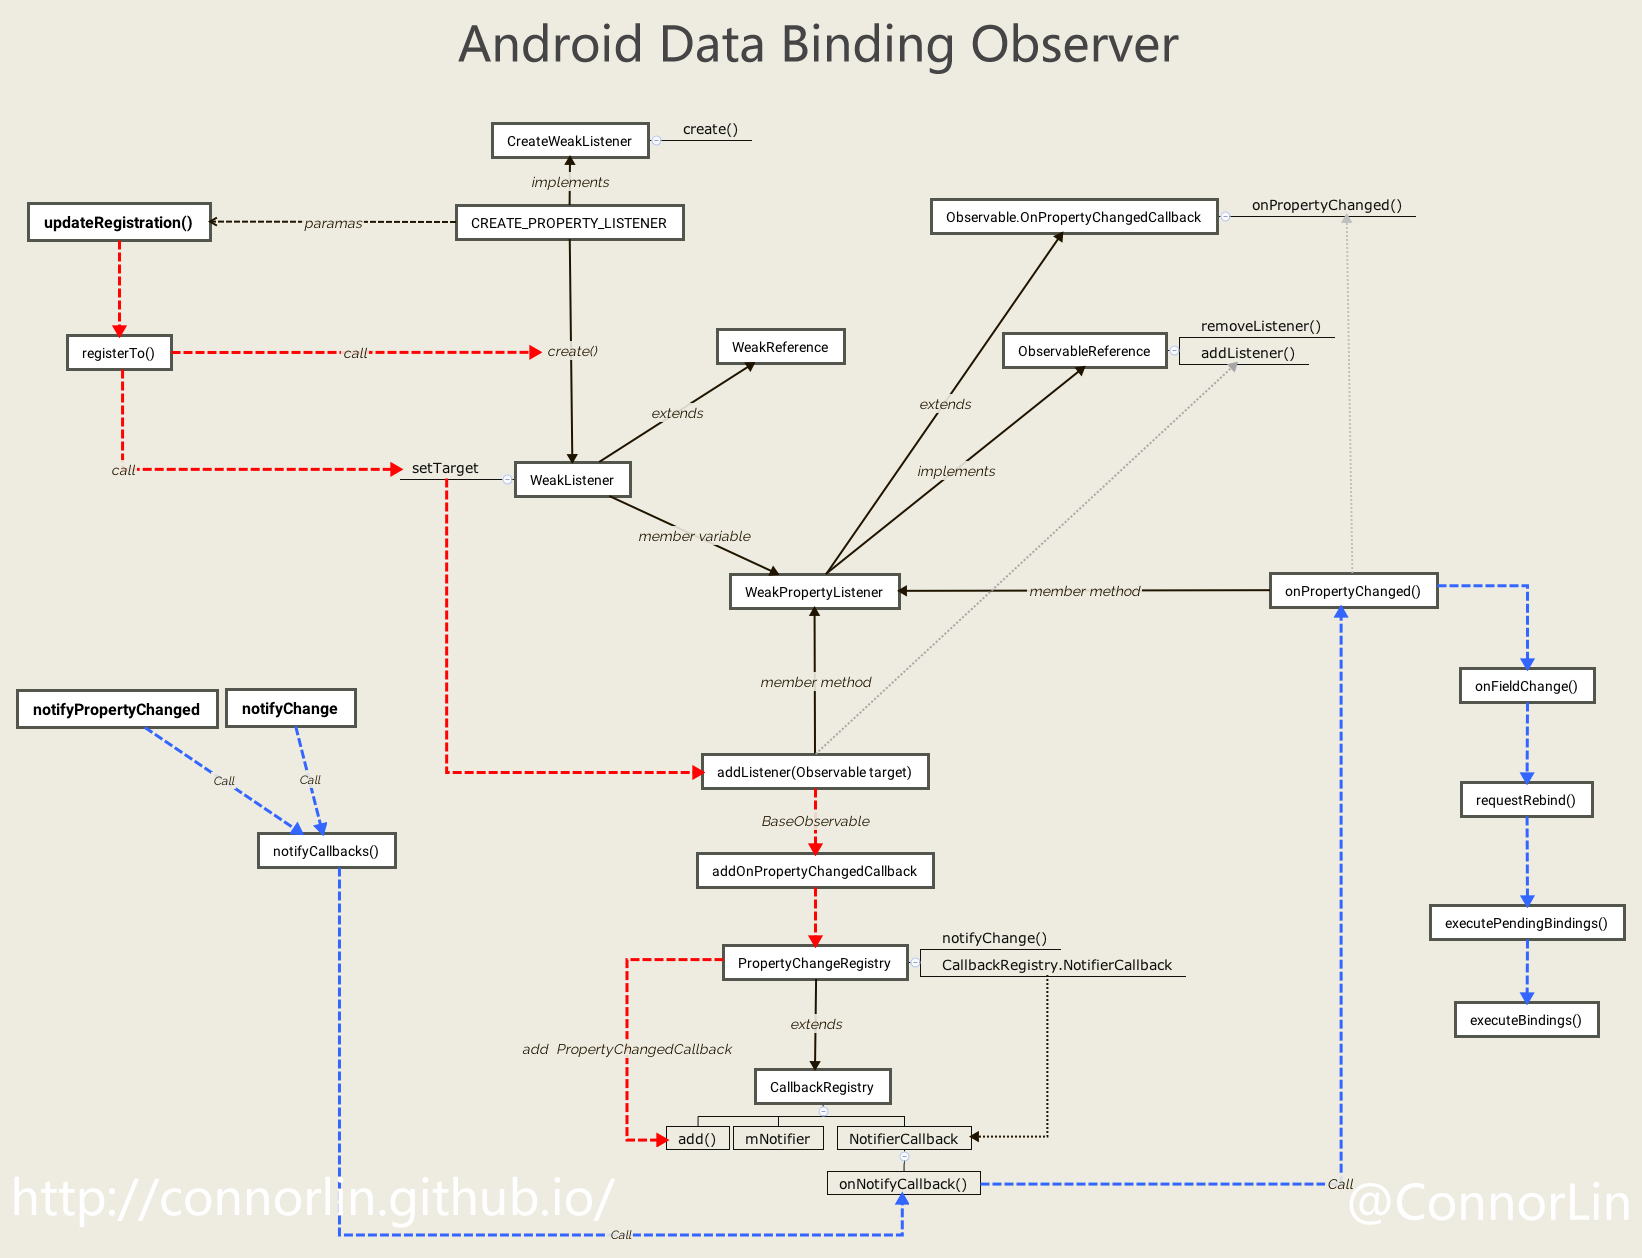 Android Data Binding Observer
create()
CreateWeakListener
implements
onPropertyChanged()
updateRegistration()
paramas
CREATE_PROPERTY_LISTENER
Observable.OnPropertyChangedCallback
removeListener()
registerTo()
call
create()
WeakReference
ObservableReference
addListener()
extends
extends
call
setTarget
WeakListener
implements
member variable
WeakPropertyListener
member method
onPropertyChanged()
member method
onFieldChange()
notifyPropertyChanged
notifyChange
Call
Call
addListener(Observable target)
requestRebind()
BaseObservable
notifyCallbacks()
addOnPropertyChangedCallback
executePendingBindings()
notifyChange()
PropertyChangeRegistry
CallbackRegistry.NotifierCallback
extends
executeBindings()
add  PropertyChangedCallback
CallbackRegistry
add()
mNotifier
NotifierCallback
onNotifyCallback()
Call
http://connorlin.github.io/
@ConnorLin
Call